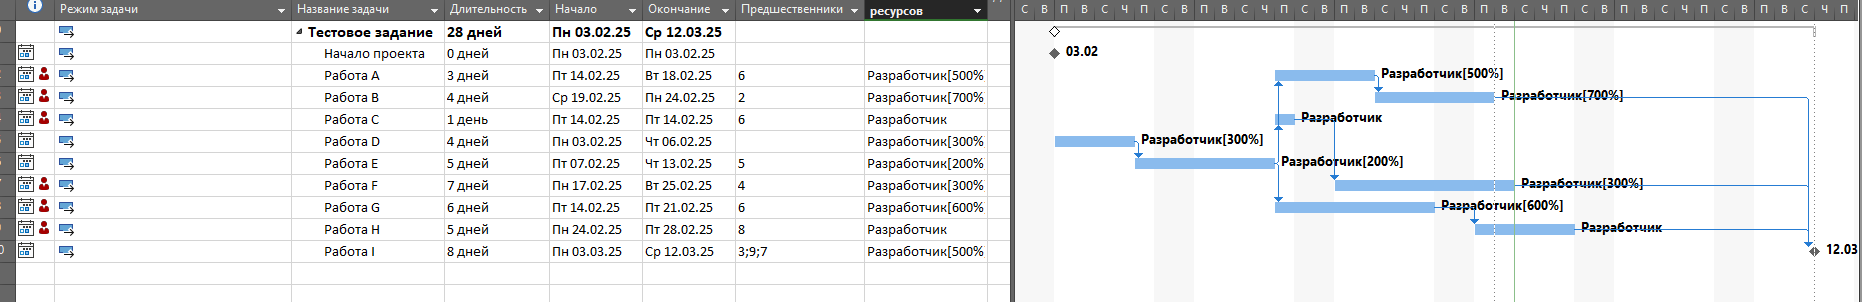 Режим задачи Название задачи Длительность Начало Окончание Предшественники ресурсов С В П В С Ч П С В П В С Ч П С В П В С Ч П С В П В С Ч П С В П В С Ч П С В П В С Ч П
Тестовое задание 28 дней Пн 03.02.25 Ср 12.03.25
Начало проекта 0 дней Пн 03.02.25 Пн 03.02.25 03.02
Работа A 3 дней Пт 14.02.25 Вт 18.02.25 6 Разработчик[500% Разработчик[500%]
Работа B 4 дней Ср 19.02.25 Пн 24.02.25 2 Разработчик[700% Разработчик[700%]
Работа C 1 день Пт 14.02.25 Пт 14.02.25 6 Разработчик Разработчик
Работа D 4 дней Пн 03.02.25 Чт 06.02.25 Разработчик[300% Разработчик[300%]
Работа E 5 дней Пт 07.02.25 Чт 13.02.25 5 Разработчик[200% Разработчик[200%]
Работа F 7 дней Пн 17.02.25 Вт 25.02.25 4 Разработчик[300% Разработчик[300%]
Работа G 6 дней Пт 14.02.25 Пт 21.02.25 6 Разработчик[600% Разработчик[600%]
Работа H 5 дней Пн 24.02.25 Пт 28.02.25 8 Разработчик Разработчик
Работа I 8 дней Пн 03.03.25 Ср 12.03.25 3;9;7 Разработчик[500% 12.03